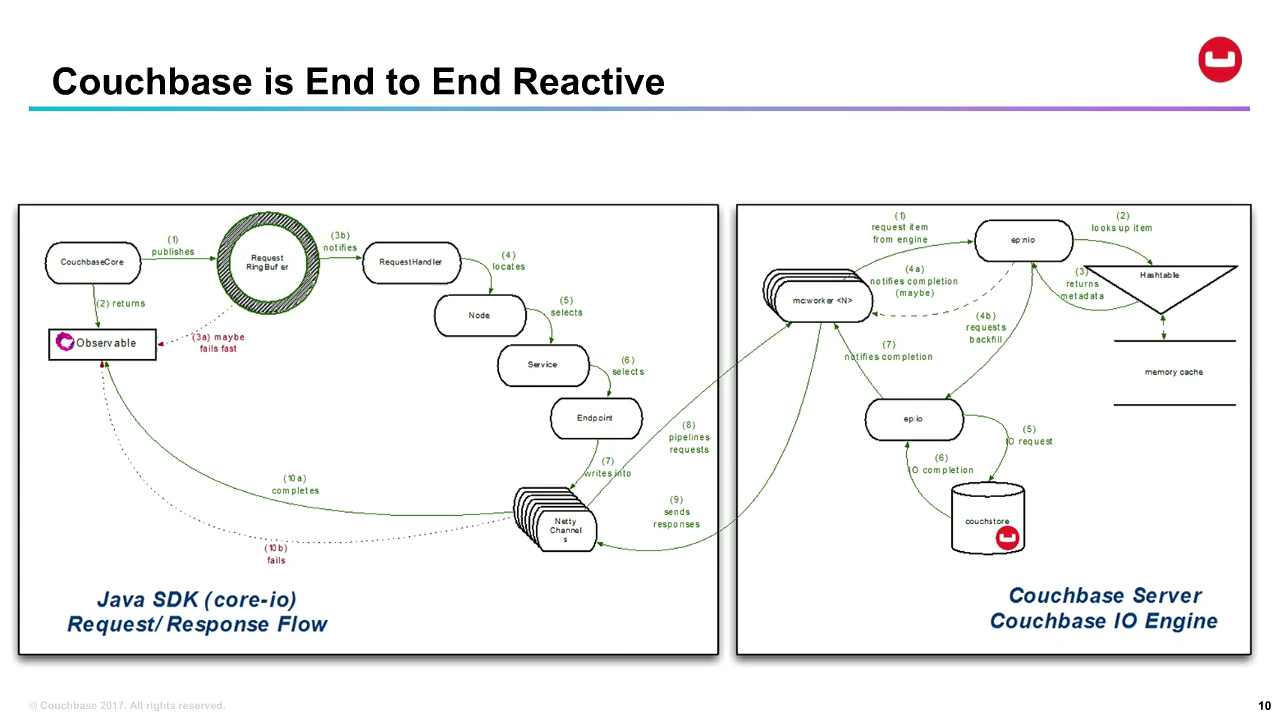 Couchbase is End to End Reactive
CouchbaseCore
(1)
publishes
Request
RingBuffer
(3b)
notifies
RequestHandler
(4)
locates
(2) returns
Observable
(3a) maybe
fails fast
Node
(5)
selects
Service
(6)
selects
Endpoint
(7)
writes into
(8)
pipelines
requests
(10a)
completes
Netty
Channel
s
(9)
sends
responses
(10b)
fails
Java SDK (core-io)
Request/Response Flow
(1)
request item
from engine
ep:nio
(2)
looks up item
(4a)
notifies completion
(maybe)
(3)
returns
metadata
Hashtable
mc:worker <N>
(4b)
requests
backfill
(7)
notifies completion
memory cache
ep:io
(5)
IO request
(6)
IO completion
couchstore
Couchbase Server
Couchbase IO Engine
© Couchbase 2017. All rights reserved.
10